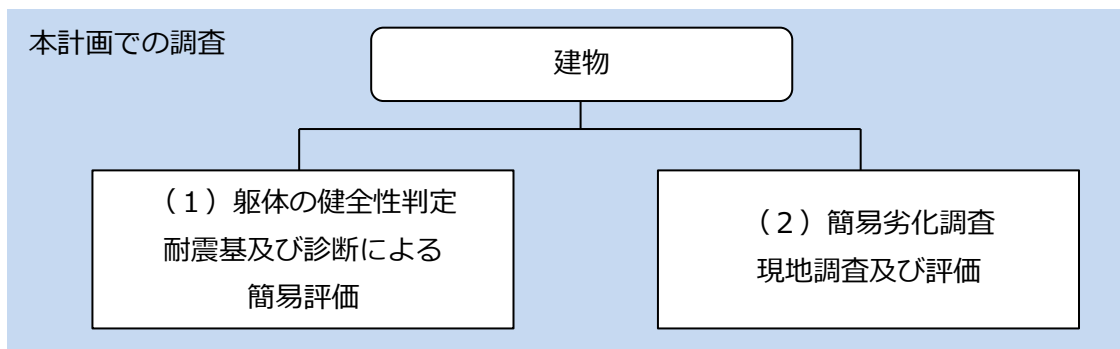 本計画での調査
建物
（１）躯体の健全性判定
耐震基及び診断による
簡易評価
（２）簡易劣化調査
現地調査及び評価